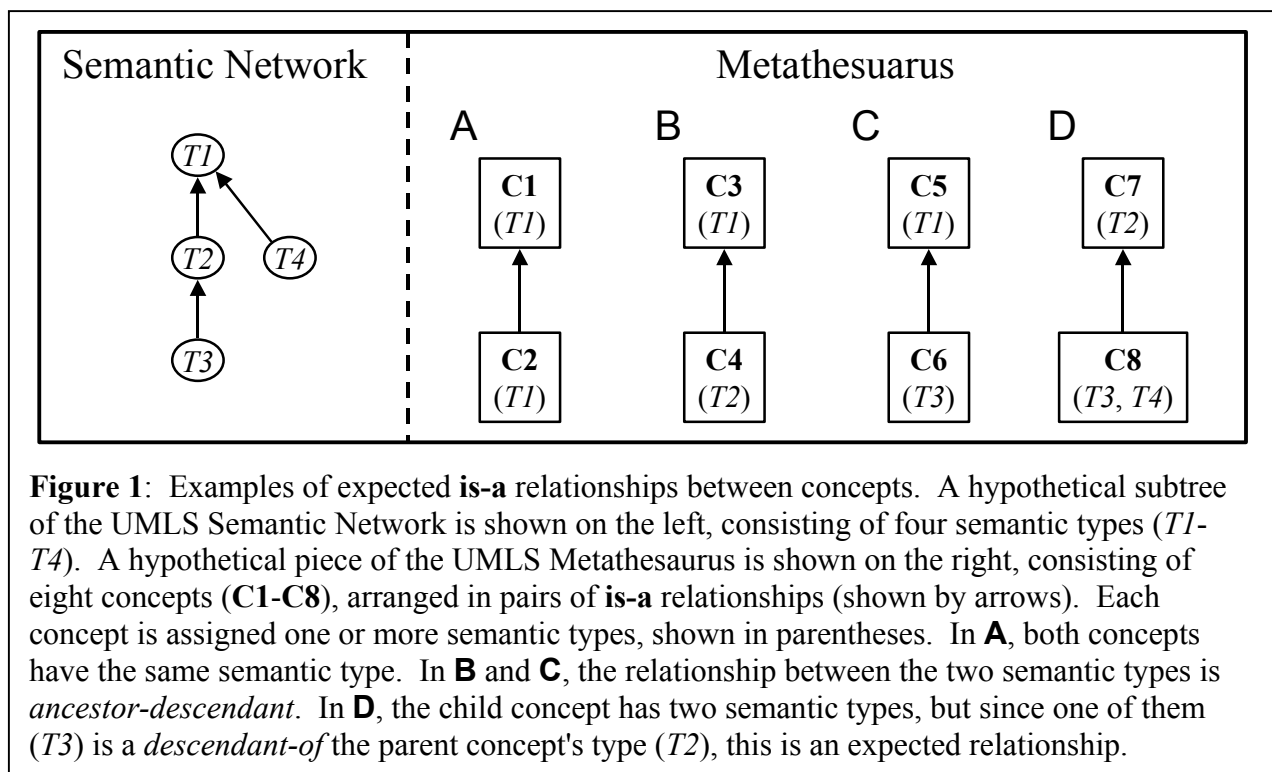 Semantic Network
Metathesuarus
T1
T2
T4
T3
A
B
C
D
C1
(T1)
C3
(T1)
C5
(T1)
C7
(T2)
C2
(T1)
C4
(T2)
C6
(T3)
C8
(T3, T4)
Figure 1: Examples of expected is-a relationships between concepts. A hypothetical subtree
of the UMLS Semantic Network is shown on the left, consisting of four semantic types (T1-
T4). A hypothetical piece of the UMLS Metathesaurus is shown on the right, consisting of
eight concepts (C1-C8), arranged in pairs of is-a relationships (shown by arrows). Each
concept is assigned one or more semantic types, shown in parentheses. In A, both concepts
have the same semantic type. In B and C, the relationship between the two semantic types is
ancestor-descendant. In D, the child concept has two semantic types, but since one of them
(T3) is a descendant-of the parent concept's type (T2), this is an expected relationship.